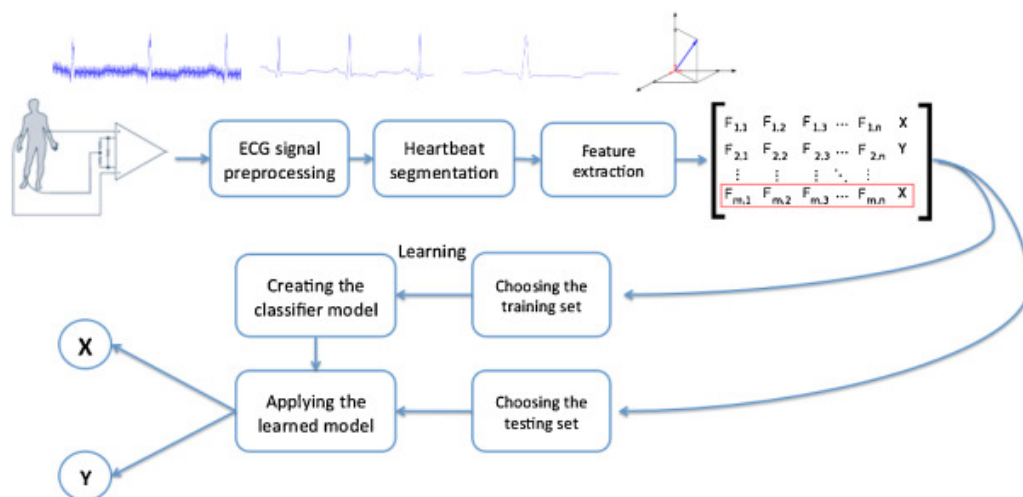 ECG signal
preprocessing
Heartbeat
segmentation
Feature
extraction
F1,1 F1,2 F1,3 ... F1,n X
F2,1 F2,2 F2,3 ... F2,n Y
⋮ ⋮ ⋮ ⋱ ⋮
Fm,1 Fm,2 Fm,3 ... Fm,n X
Learning
Creating the
classifier model
Choosing the
training set
X
Applying the
learned model
Choosing the
testing set
Y